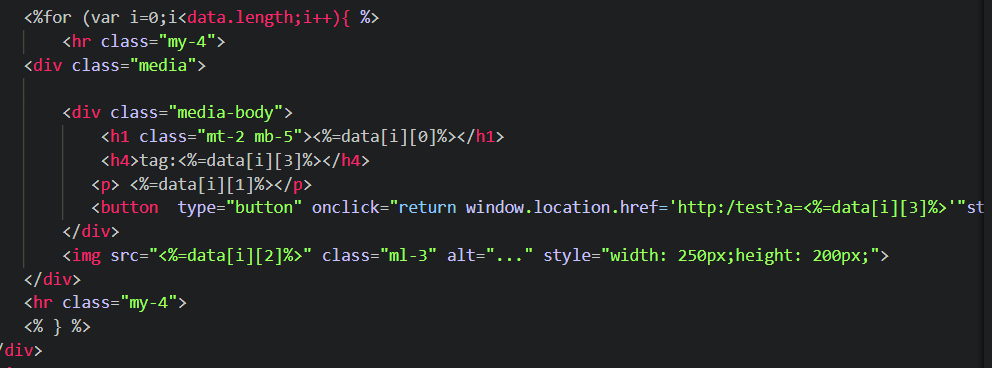 <%for (var i=0;i<data.length;i++){ %>
<hr class="my-4">
<div class="media">
<div class="media-body">
<h1 class="mt-2 mb-5"><%=data[i][0]%></h1>
<h4>tag:<%=data[i][3]%></h4>
<p> <%=data[i][1]%></p>
<button  type="button" onclick="return window.location.href='http:/test?a=<%=data[i][3]%>'"st
</div>
<img src="<%=data[i][2]%>" class="ml-3" alt="..." style="width: 250px;height: 200px;">
</div>
<hr class="my-4">
<% } %>
/div>